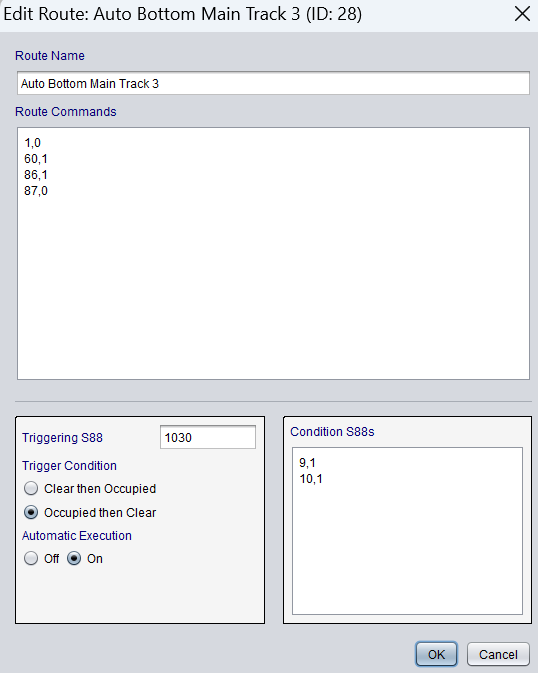 Edit Route: Auto Bottom Main Track 3 (ID: 28)
Route Name
Auto Bottom Main Track 3
Route Commands
1,0
60,1
86,1
87,0
Triggering S88
1030
Trigger Condition
Clear then Occupied
Occupied then Clear
Automatic Execution
Off On
Condition S88s
9,1
10,1
OK Cancel